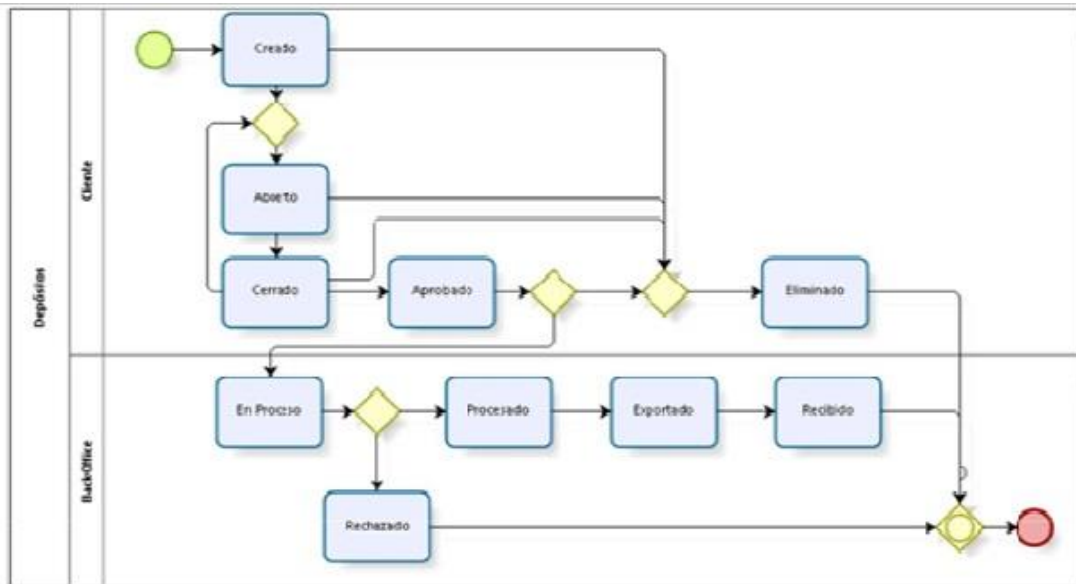 Depósitos
Cliente
Creado
Abierto
Cerrado
Aprobado
Eliminado
BackOffice
En Proceso
Procesado
Exportado
Recibido
Rechazado